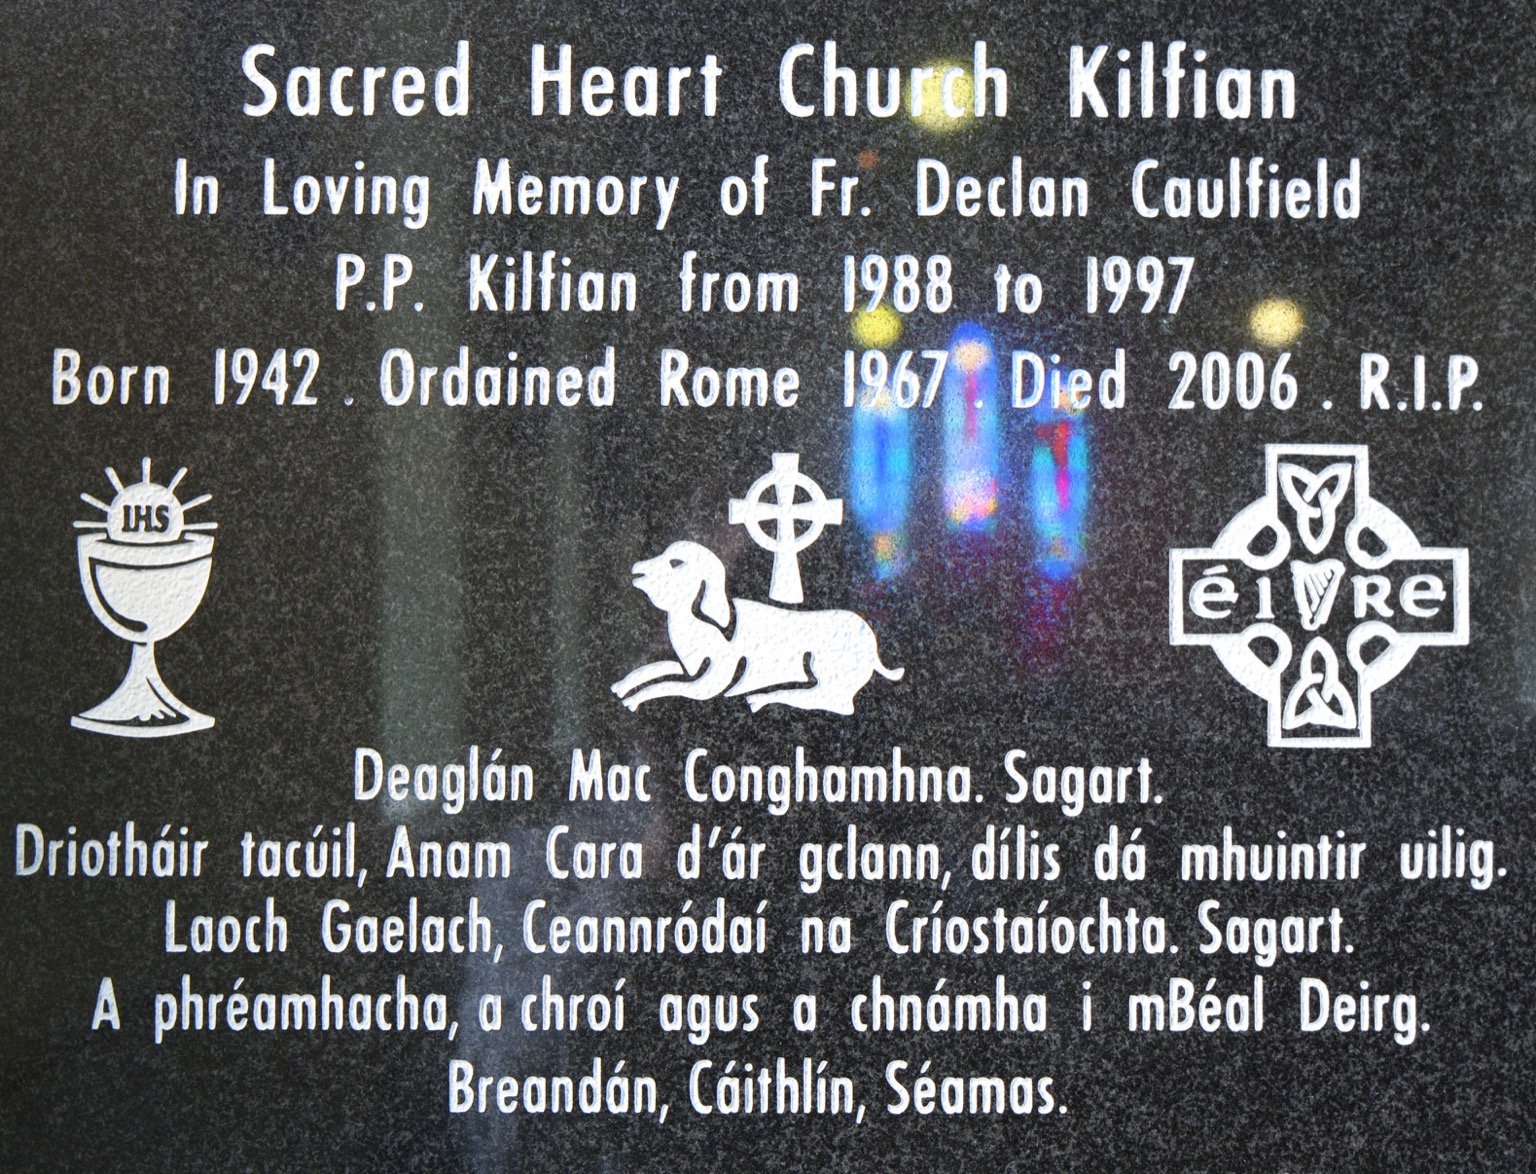 Sacred Heart Church Kilfian
In Loving Memory of Fr. Declan Caulfield
P.P. Kilfian from 1988 to 1997
Born 1942 . Ordained Rome 1967 . Died 2006 . R.I.P.
IHS
éiRe
Deaglán Mac Conghamhna. Sagart.
Driotháir tacúil, Anam Cara d'ár gclann, dílis dá mhuintir uilig.
Laoch Gaelach, Ceannródaí na Críostaíochta. Sagart.
A phréamhacha, a chroí agus a chnámha i mBéal Deirg.
Breandán, Cáithlín, Séamas.